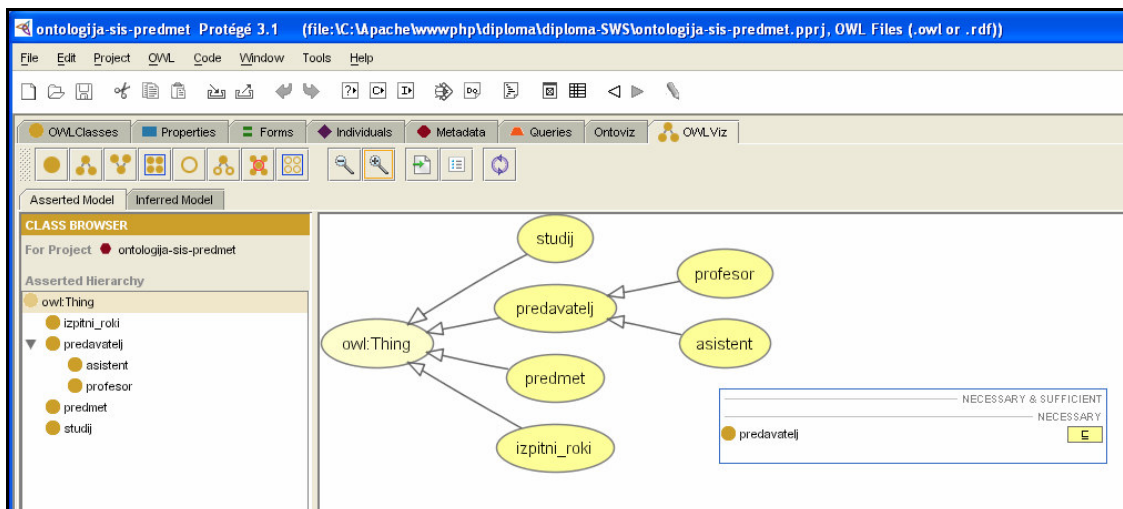 ontologija-sis-predmet Protégé 3.1 (file:\C:\Apache\wwwphp\diploma\diploma-SWS\ontologija-sis-predmet.pprj, OWL Files (.owl or .rdf))
File Edit Project OWL Code Window Tools Help
OWLClasses Properties Forms Individuals Metadata Queries Ontoviz OWLViz
Asserted Model Inferred Model
CLASS BROWSER
For Project ontologija-sis-predmet
Asserted Hierarchy
owl:Thing
izpitni_roki
predavatelj
asistent
profesor
predmet
studij
studij
profesor
predavatelj
owl:Thing
asistent
predmet
izpitni_roki
NECESSARY & SUFFICIENT
NECESSARY
predavatelj ⊑